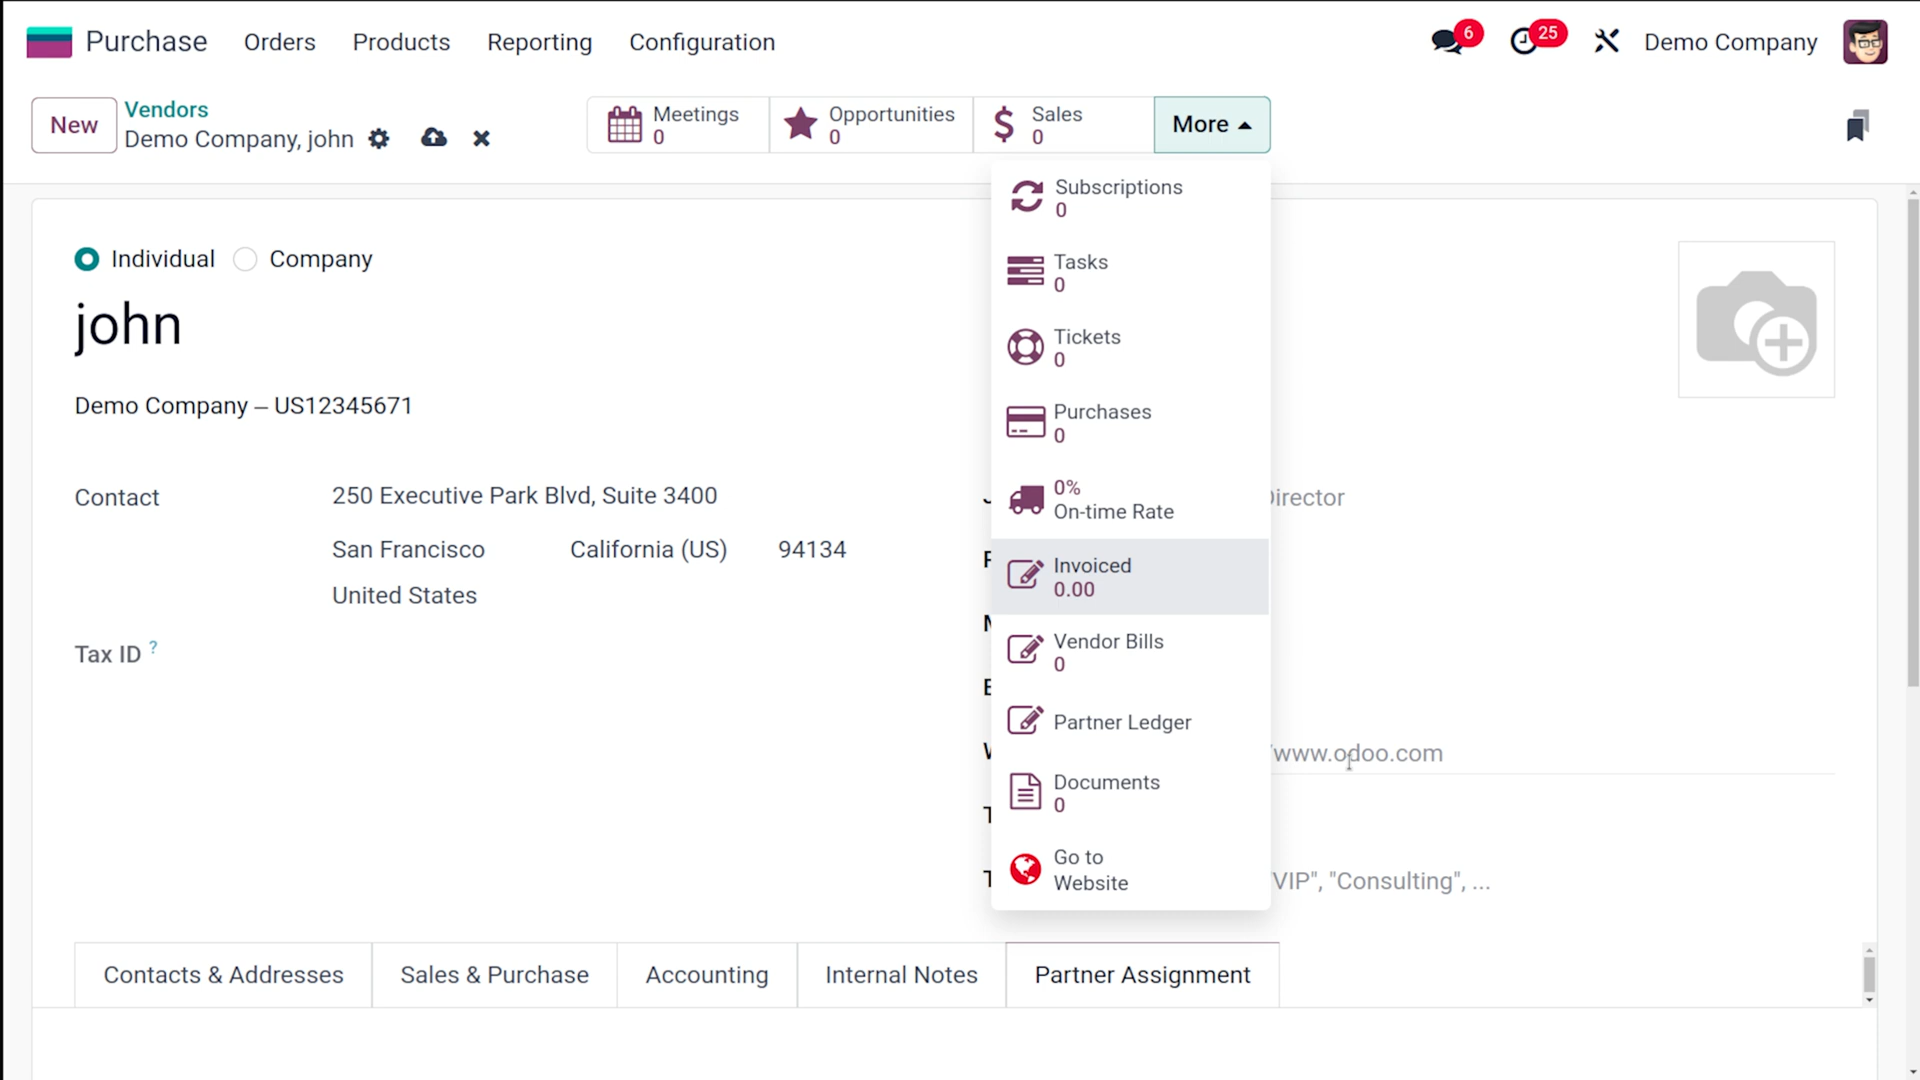 Purchase Orders Products Reporting Configuration 6 25 Demo Company
New Vendors
Demo Company, john
Meetings
0
Opportunities
0
Sales
0
More
Subscriptions
0
Tasks
0
Tickets
0
Purchases
0
0%
On-time Rate
Invoiced
0.00
Vendor Bills
0
Partner Ledger
Documents
0
Go to
Website
Individual Company
john
Demo Company – US12345671
Contact 250 Executive Park Blvd, Suite 3400
San Francisco California (US) 94134
United States
Tax ID ?
Director
www.odoo.com
VIP", "Consulting", ...
Contacts & Addresses Sales & Purchase Accounting Internal Notes Partner Assignment